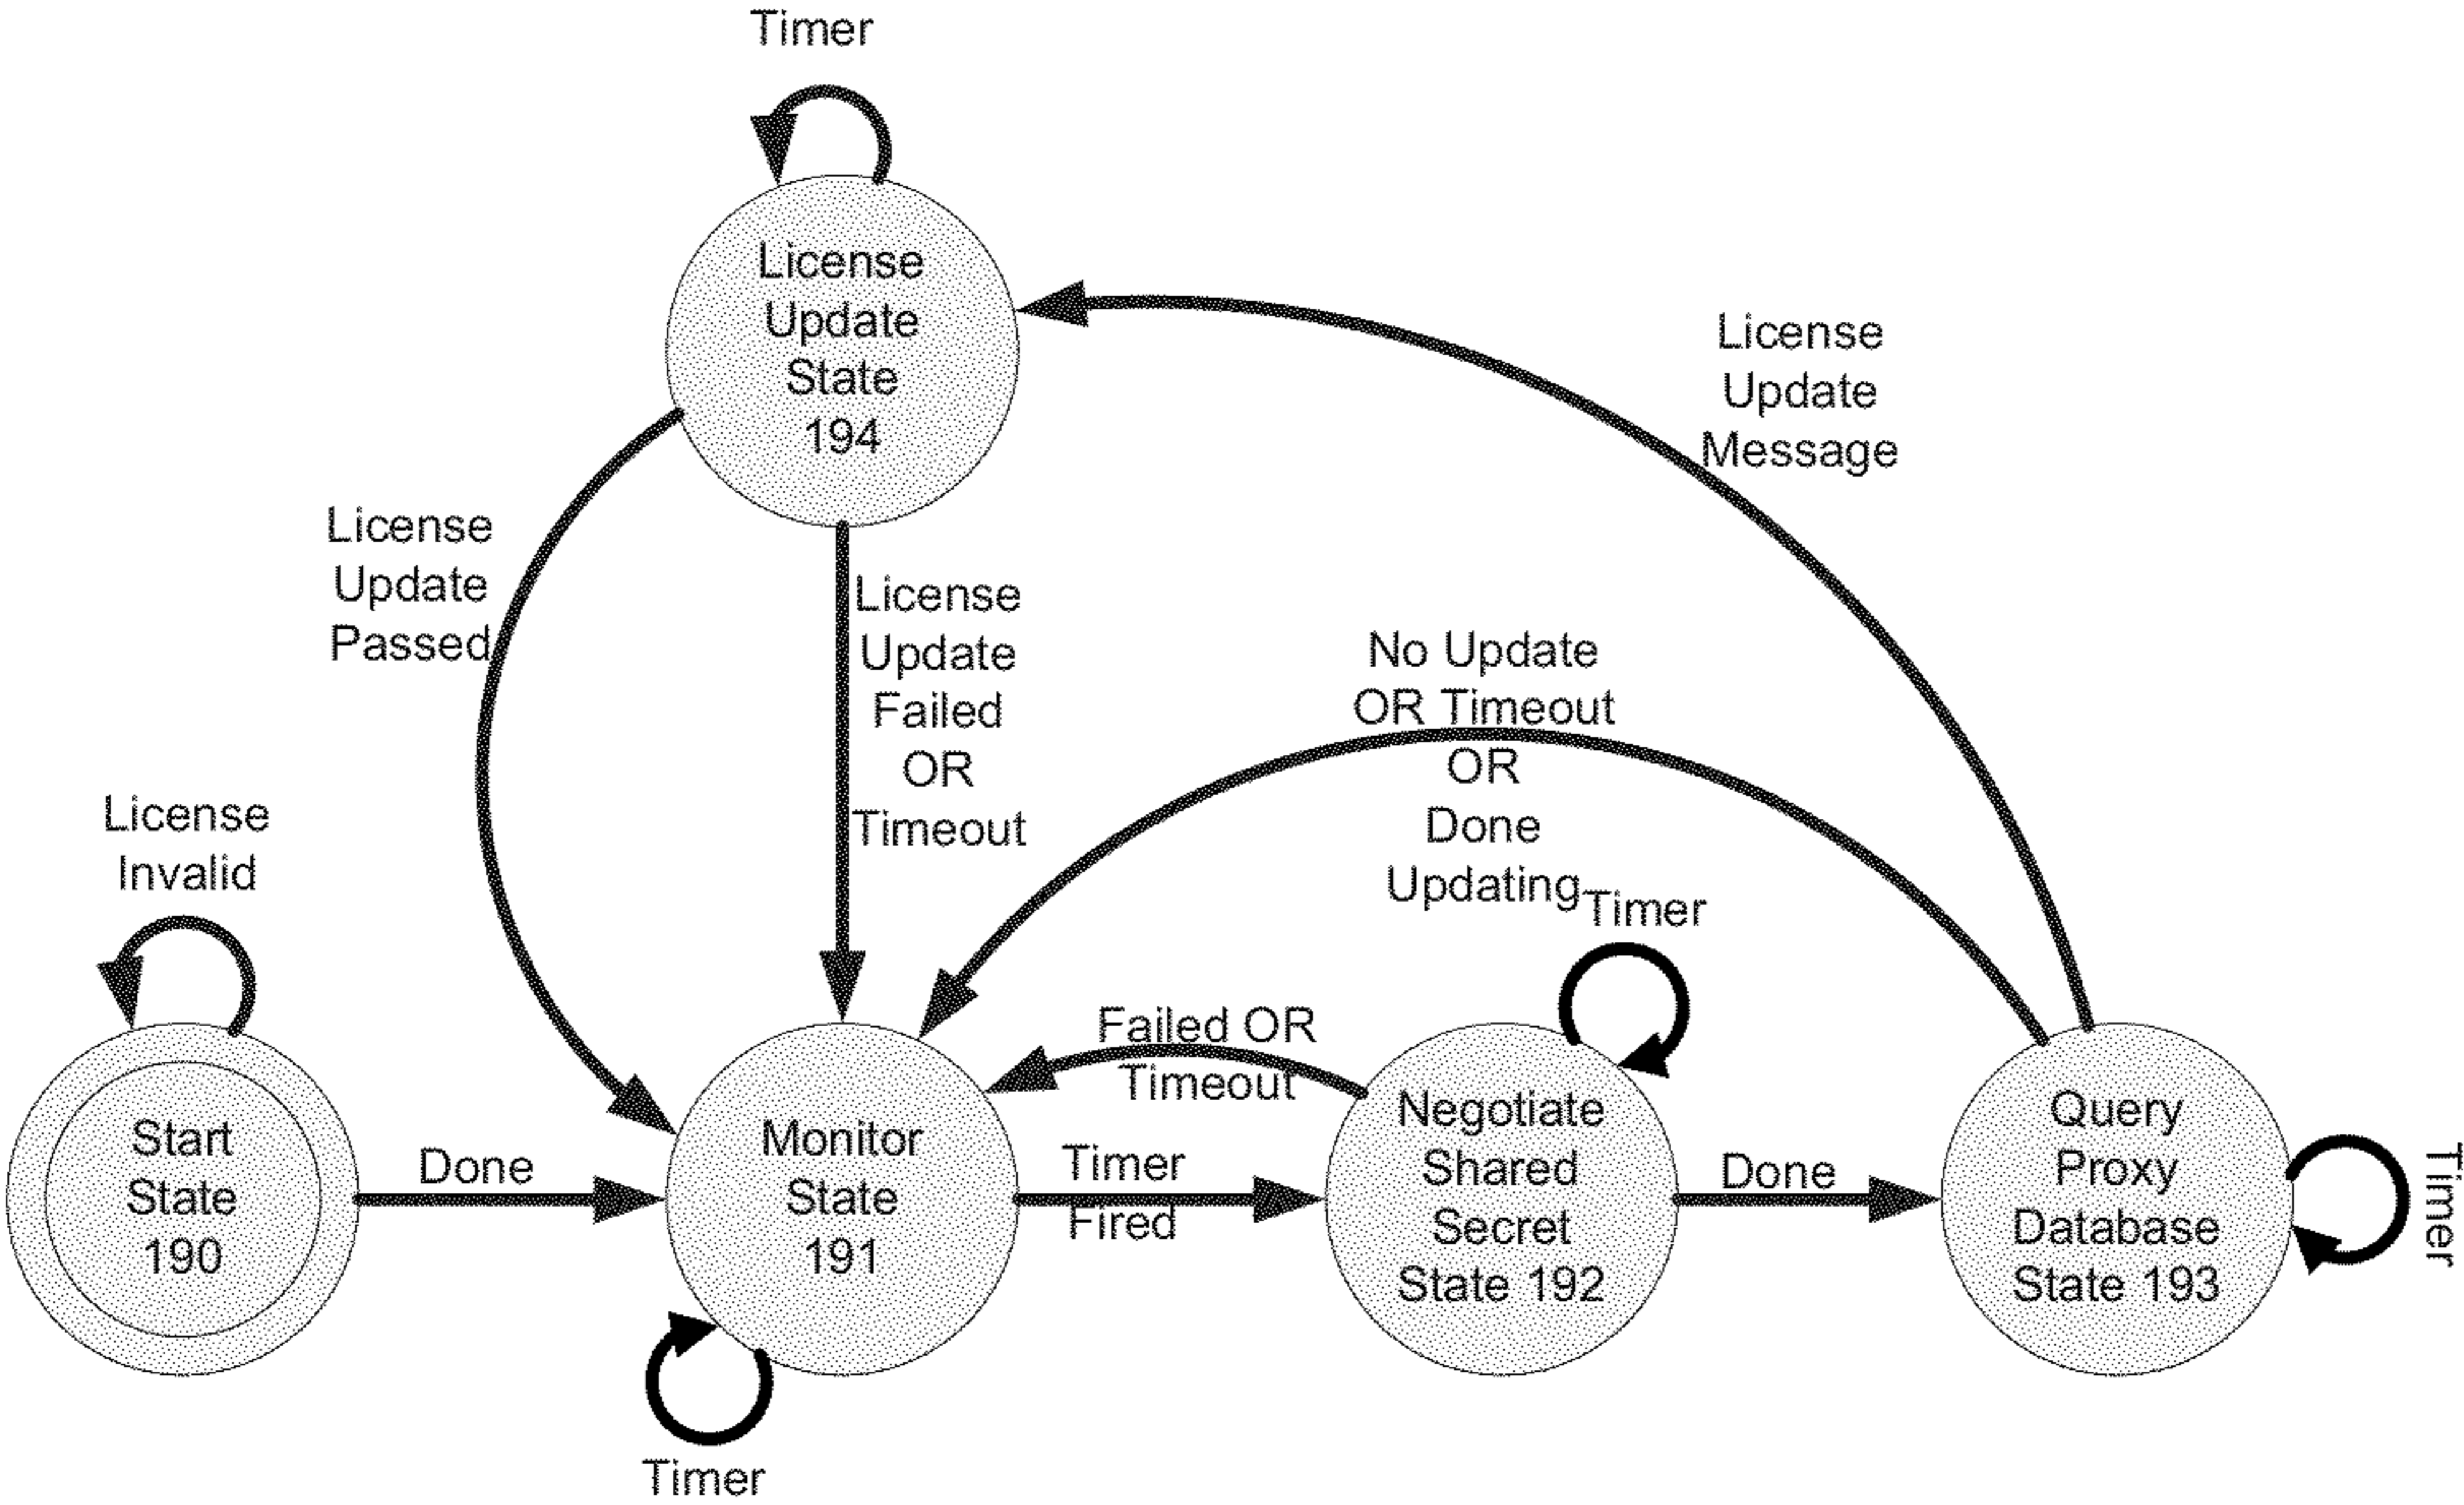 Timer
License
Update
State
194
License
Update
Message
License
Update
Passed
License
Update
Failed
OR
Timeout
No Update
OR Timeout
OR
Done
Updating
License
Invalid
Timer
Failed OR
Timeout
Start
State
190
Done
Monitor
State
191
Timer
Fired
Negotiate
Shared
Secret
State 192
Done
Query
Proxy
Database
State 193
Timer
Timer